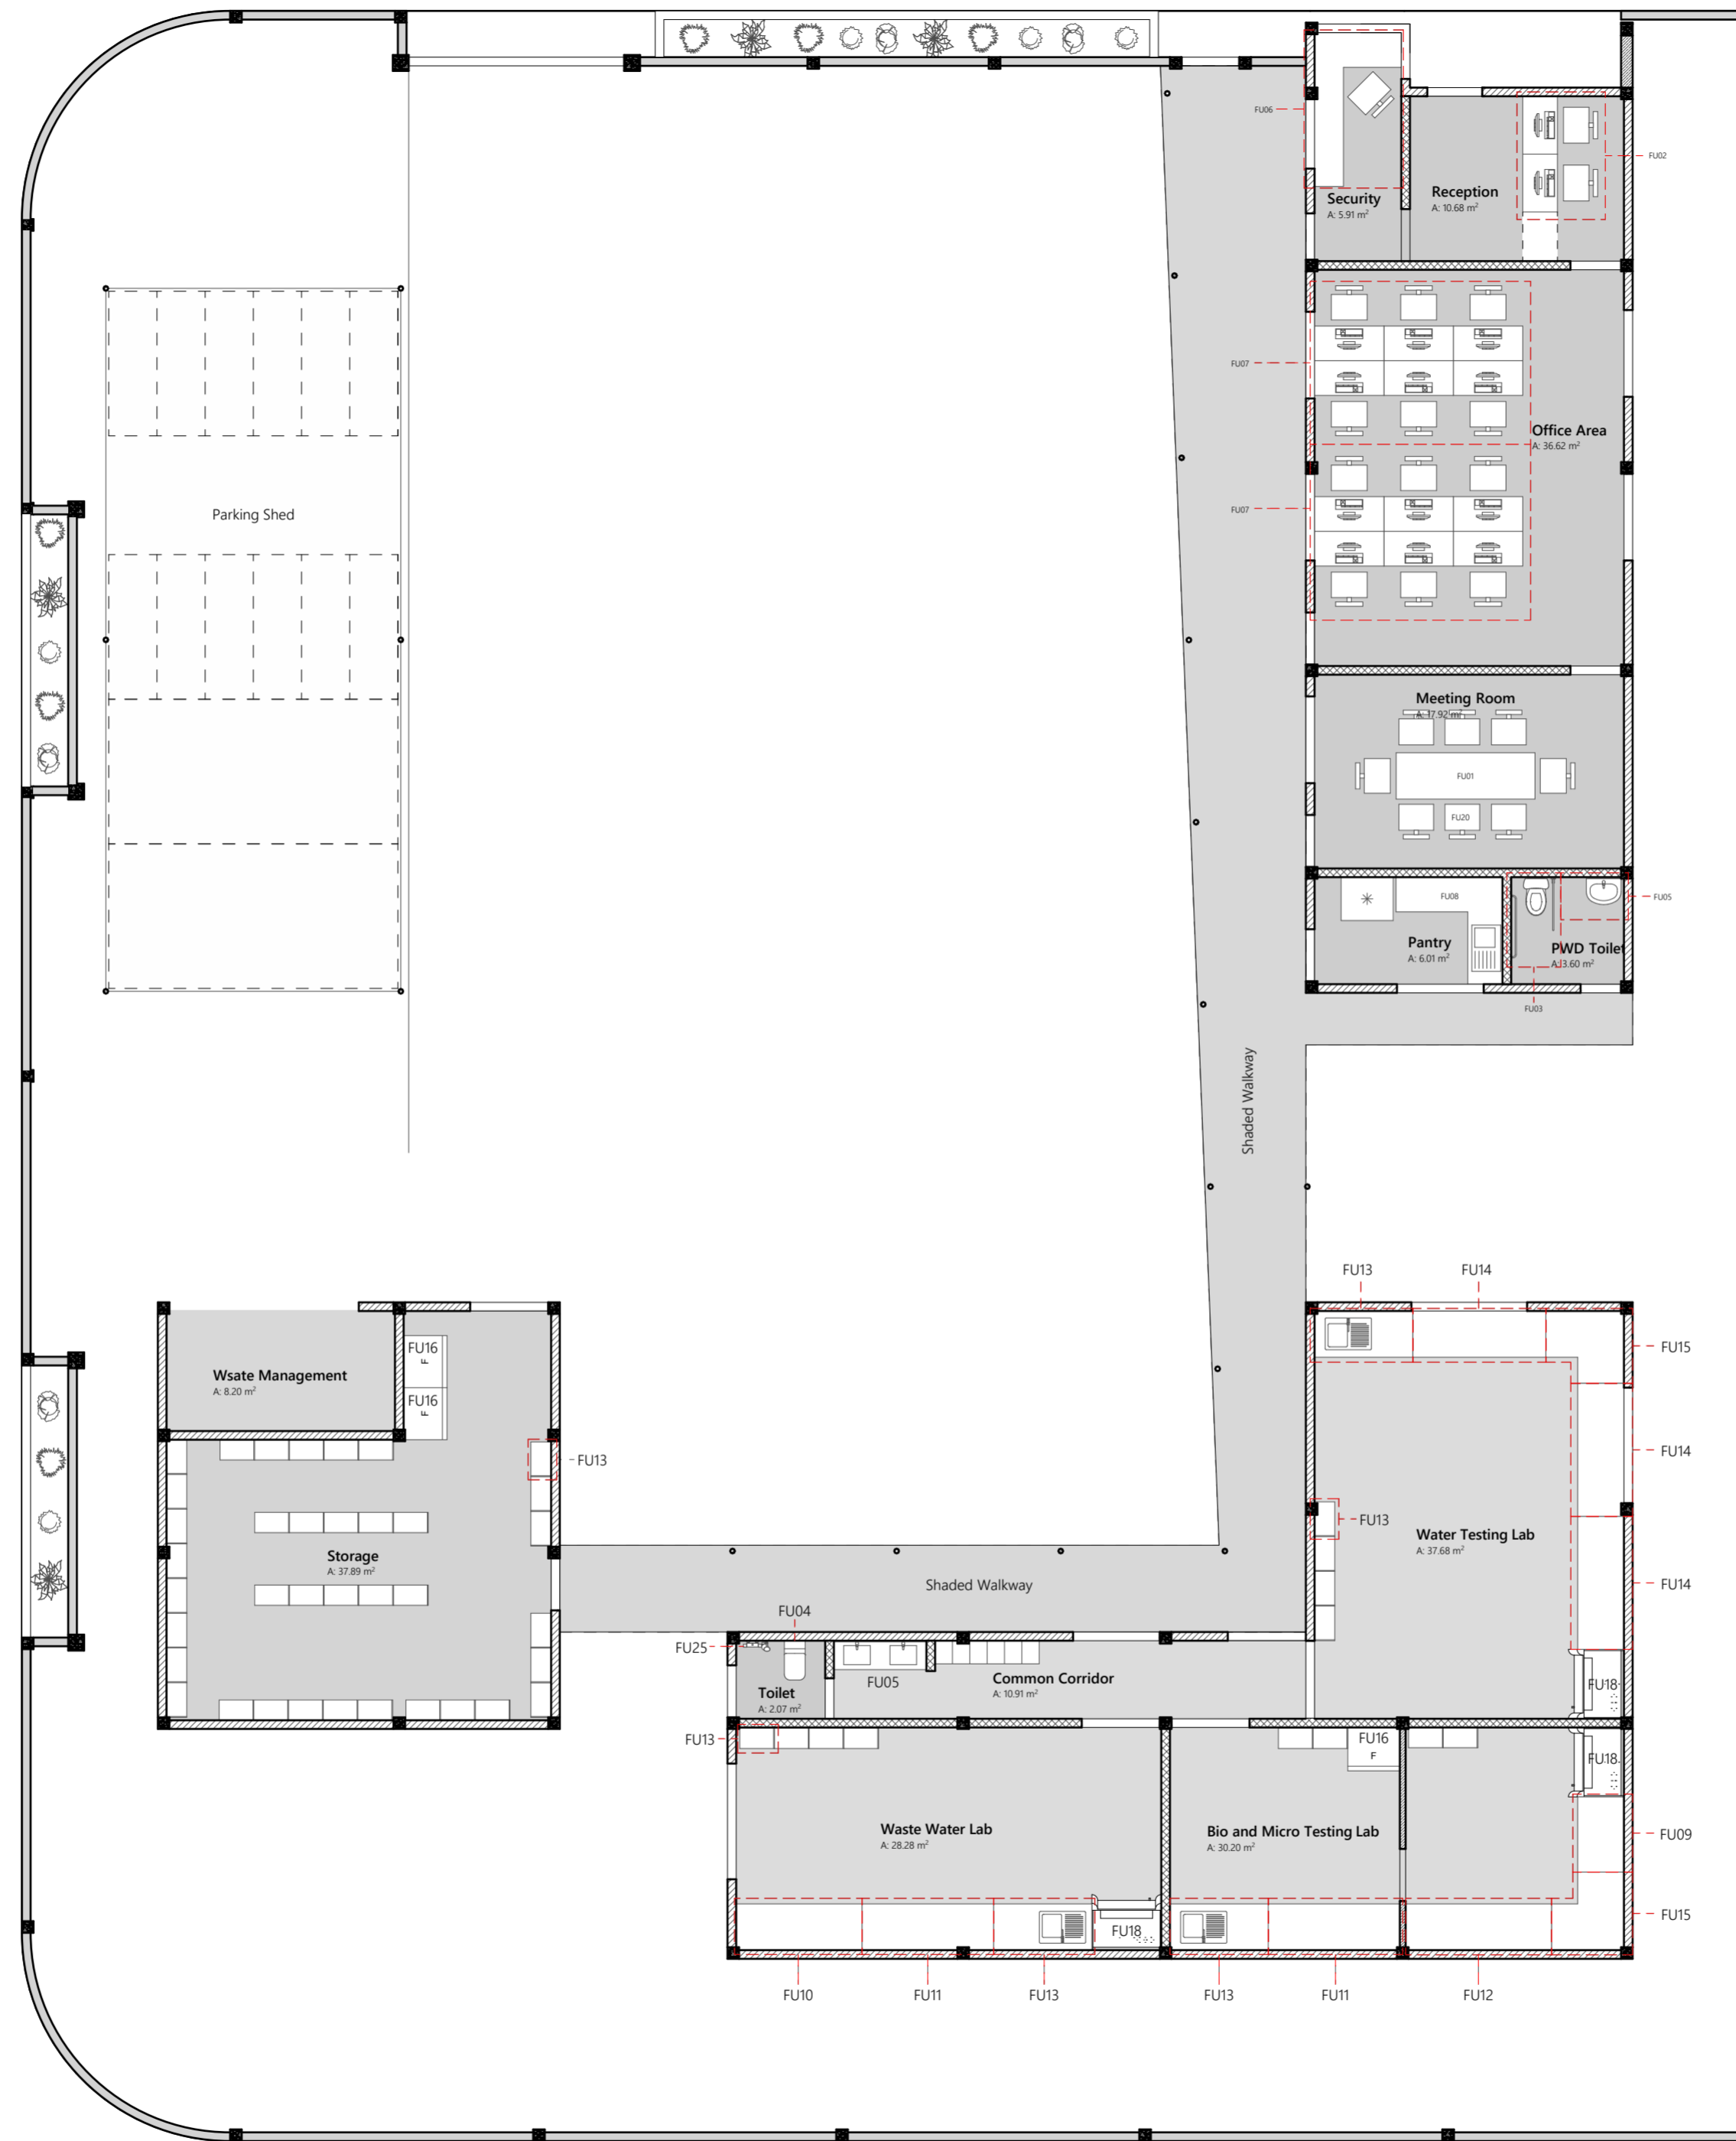 FU06
FU02
Security
A: 5.91 m²
Reception
A: 10.68 m²
FU07
Office Area
A: 36.62 m²
FU07
Parking Shed
Meeting Room
A: 17.92 m²
FU01
FU20
FU08
FU05
Pantry
A: 6.01 m²
PWD Toilet
A: 3.60 m²
FU03
Shaded Walkway
FU13
FU14
FU16
F
FU15
Wsate Management
A: 8.20 m²
FU16
F
FU13
FU14
FU13
Water Testing Lab
A: 37.68 m²
Storage
A: 37.89 m²
Shaded Walkway
FU14
FU04
FU25
FU05
Common Corridor
A: 10.91 m²
Toilet
A: 2.07 m²
FU18
FU13
FU16
F
FU18
Waste Water Lab
A: 28.28 m²
Bio and Micro Testing Lab
A: 30.20 m²
FU09
FU15
FU18
FU10
FU11
FU13
FU13
FU11
FU12